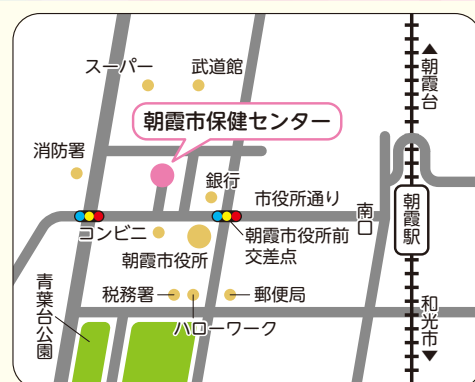 スーパー
武道館
▲朝霞台
朝霞市保健センター
消防署
銀行
市役所通り
南口
朝霞駅
コンビニ
朝霞市役所
朝霞市役所前
交差点
青葉台公園
税務署
郵便局
ハローワーク
和光市▼